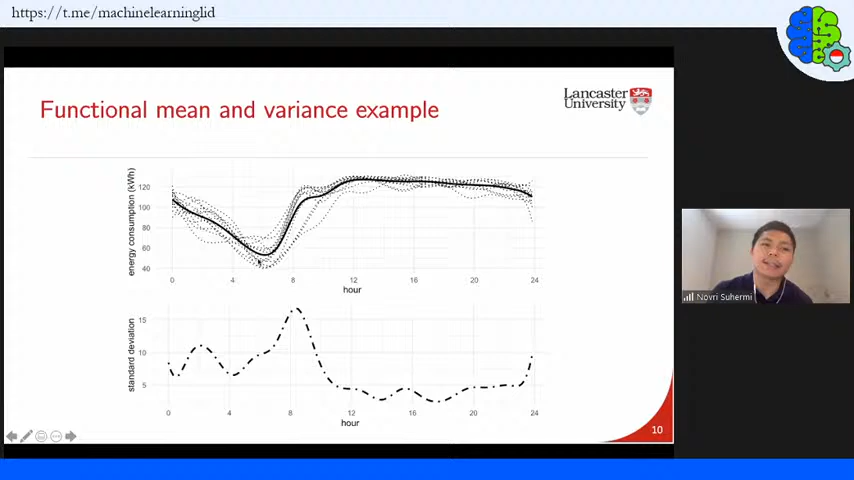 https://t.me/machinelearninglid
Functional mean and variance example
Lancaster
University
energy consumption (kWh)
120
100
80
60
40
0 4 8 12 16 20 24
hour
standard deviation
15
10
5
0 4 8 12 16 20 24
hour
Novri Suhermi
10